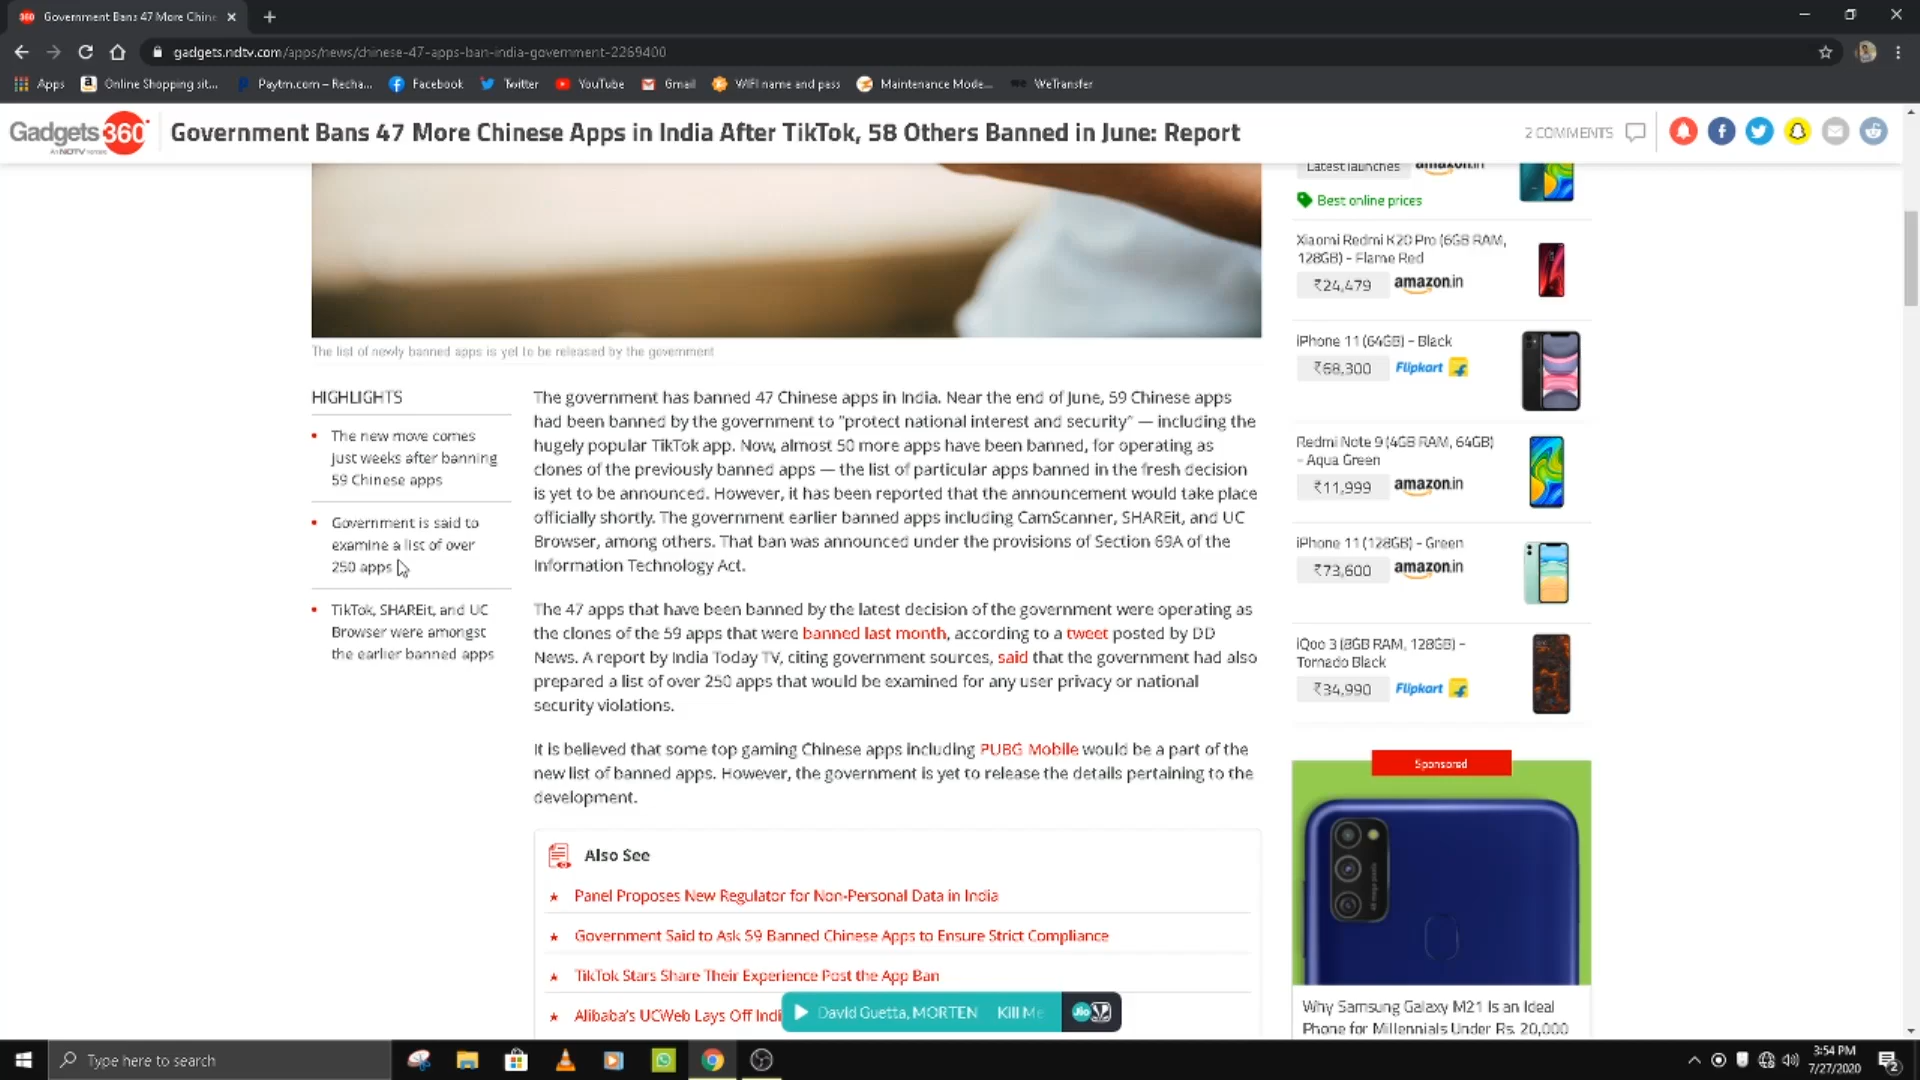 Government Bans 47 More Chine
gadgets.ndtv.com/apps/news/chinese-47-apps-ban-india-government-2269400
Apps
Online Shopping sit...
Paytm.com – Recha...
Facebook
Twitter
YouTube
Gmail
WIFI name and pass
Maintenance Mode...
WeTransfer
Gadgets 360
An NDTV venture
Government Bans 47 More Chinese Apps in India After TikTok, 58 Others Banned in June: Report
2 COMMENTS
The list of newly banned apps is yet to be released by the government
HIGHLIGHTS
The new move comes
just weeks after banning
59 Chinese apps
Government is said to
examine a list of over
250 apps
TikTok, SHAREit, and UC
Browser were amongst
the earlier banned apps
The government has banned 47 Chinese apps in India. Near the end of June, 59 Chinese apps
had been banned by the government to "protect national interest and security" — including the
hugely popular TikTok app. Now, almost 50 more apps have been banned, for operating as
clones of the previously banned apps — the list of particular apps banned in the fresh decision
is yet to be announced. However, it has been reported that the announcement would take place
officially shortly. The government earlier banned apps including CamScanner, SHAREit, and UC
Browser, among others. That ban was announced under the provisions of Section 69A of the
Information Technology Act.
The 47 apps that have been banned by the latest decision of the government were operating as
the clones of the 59 apps that were banned last month, according to a tweet posted by DD
News. A report by India Today TV, citing government sources, said that the government had also
prepared a list of over 250 apps that would be examined for any user privacy or national
security violations.
It is believed that some top gaming Chinese apps including PUBG Mobile would be a part of the
new list of banned apps. However, the government is yet to release the details pertaining to the
development.
Also See
Panel Proposes New Regulator for Non-Personal Data in India
Government Said to Ask 59 Banned Chinese Apps to Ensure Strict Compliance
TikTok Stars Share Their Experience Post the App Ban
Alibaba's UCWeb Lays Off Indi
David Guetta, MORTEN Kill Me
Jio
Latest launches amazon.in
Best online prices
Xiaomi Redmi K20 Pro (6GB RAM,
128GB) - Flame Red
₹24,479 amazon.in
iPhone 11 (64GB) - Black
₹68,300 Flipkart
Redmi Note 9 (4GB RAM, 64GB)
- Aqua Green
₹11,999 amazon.in
iPhone 11 (128GB) - Green
₹73,600 amazon.in
iQoo 3 (8GB RAM, 128GB) -
Tornado Black
₹34,990 Flipkart
Sponsored
Why Samsung Galaxy M21 Is an Ideal
Phone for Millennials Under Rs. 20,000
Type here to search
3:54 PM
7/27/2020
2